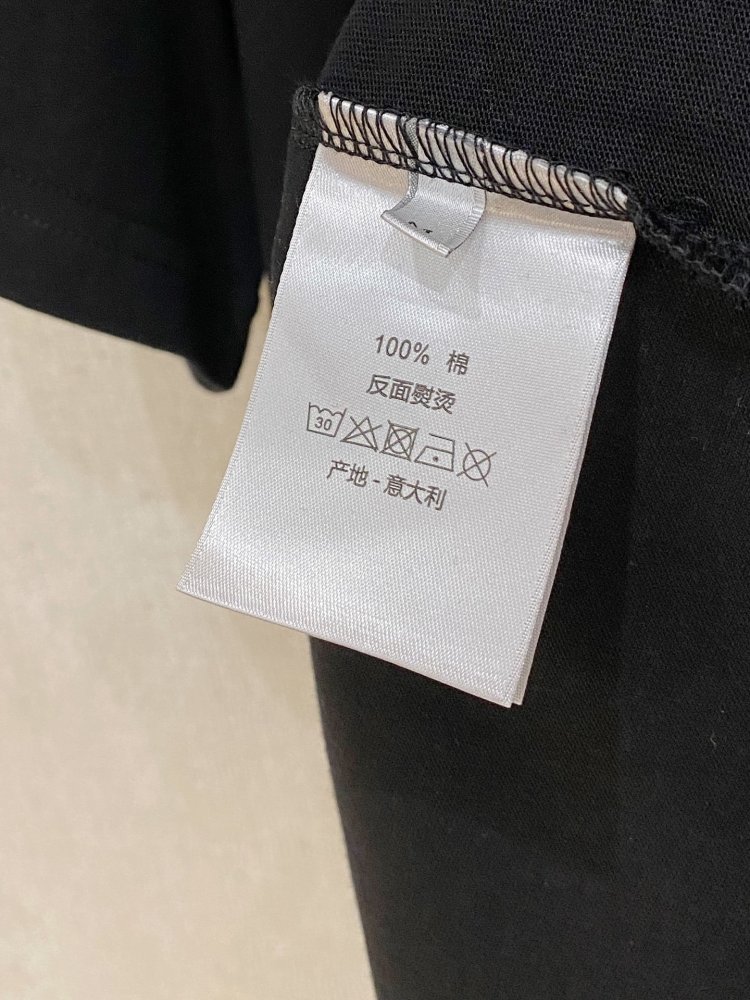 100% 棉
反面熨烫
30
产地 - 意大利